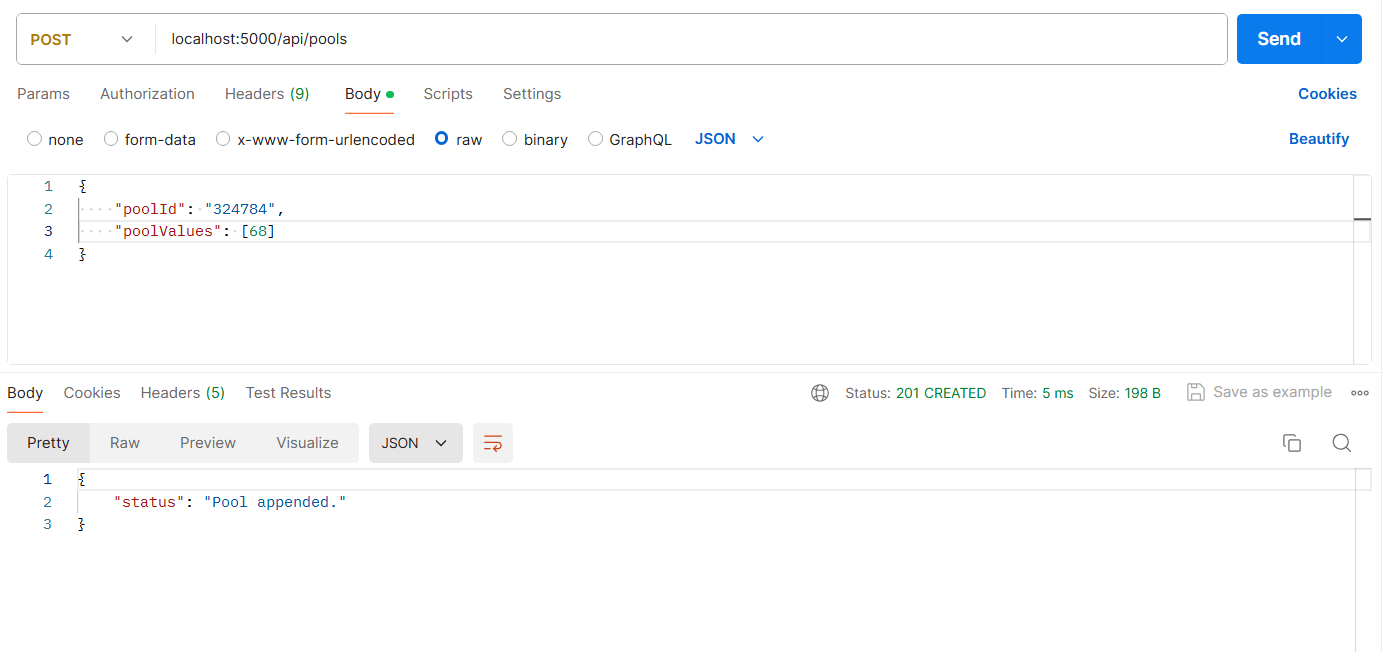 POST localhost:5000/api/pools Send
Params Authorization Headers (9) Body Scripts Settings Cookies
none form-data x-www-form-urlencoded raw binary GraphQL JSON Beautify
1 {
2 "poolId": "324784",
3 "poolValues": [68]
4 }
Body Cookies Headers (5) Test Results Status: 201 CREATED Time: 5 ms Size: 198 B Save as example
Pretty Raw Preview Visualize JSON
1 {
2 "status": "Pool appended."
3 }